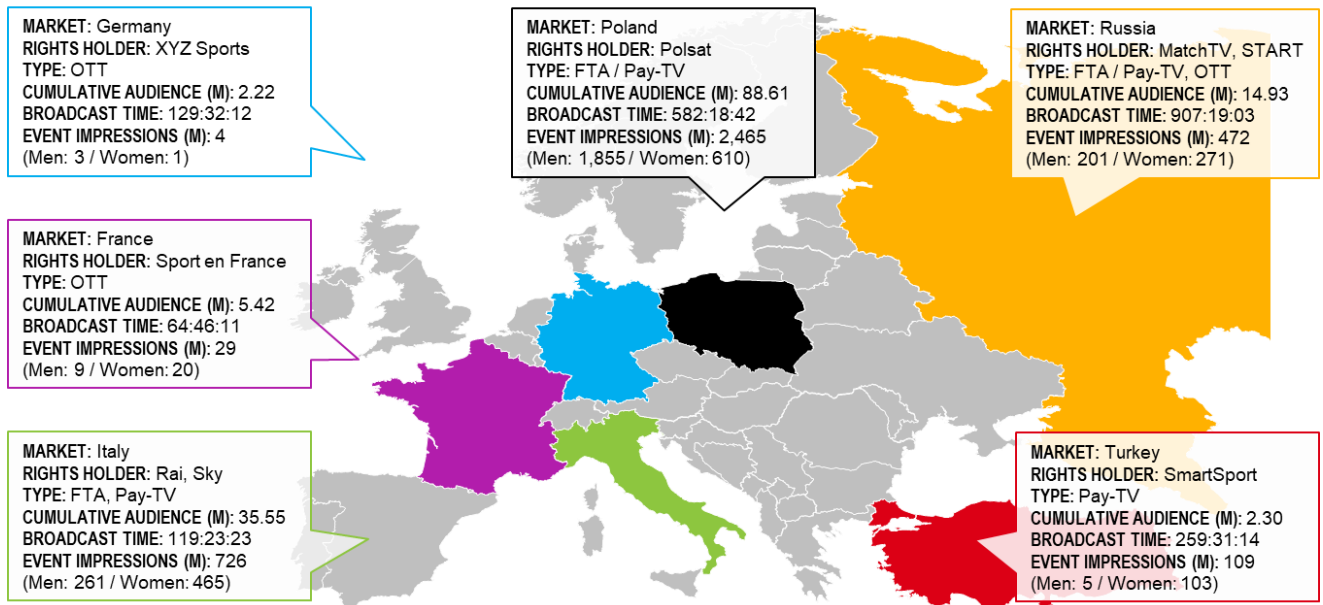 MARKET: Germany
RIGHTS HOLDER: XYZ Sports
TYPE: OTT
CUMULATIVE AUDIENCE (M): 2.22
BROADCAST TIME: 129:32:12
EVENT IMPRESSIONS (M): 4
(Men: 3 / Women: 1)
MARKET: Poland
RIGHTS HOLDER: Polsat
TYPE: FTA / Pay-TV
CUMULATIVE AUDIENCE (M): 88.61
BROADCAST TIME: 582:18:42
EVENT IMPRESSIONS (M): 2,465
(Men: 1,855 / Women: 610)
MARKET: Russia
RIGHTS HOLDER: MatchTV, START
TYPE: FTA / Pay-TV, OTT
CUMULATIVE AUDIENCE (M): 14.93
BROADCAST TIME: 907:19:03
EVENT IMPRESSIONS (M): 472
(Men: 201 / Women: 271)
MARKET: France
RIGHTS HOLDER: Sport en France
TYPE: OTT
CUMULATIVE AUDIENCE (M): 5.42
BROADCAST TIME: 64:46:11
EVENT IMPRESSIONS (M): 29
(Men: 9 / Women: 20)
MARKET: Italy
RIGHTS HOLDER: Rai, Sky
TYPE: FTA, Pay-TV
CUMULATIVE AUDIENCE (M): 35.55
BROADCAST TIME: 119:23:23
EVENT IMPRESSIONS (M): 726
(Men: 261 / Women: 465)
MARKET: Turkey
RIGHTS HOLDER: SmartSport
TYPE: Pay-TV
CUMULATIVE AUDIENCE (M): 2.30
BROADCAST TIME: 259:31:14
EVENT IMPRESSIONS (M): 109
(Men: 5 / Women: 103)